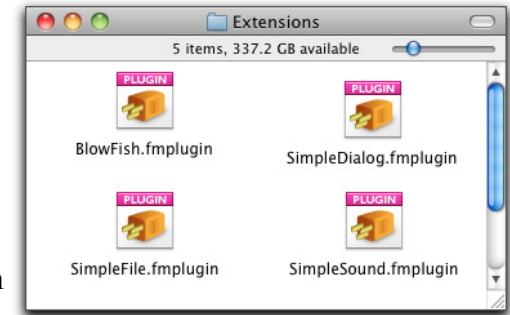 Extensions
5 items, 337.2 GB available
PLUGIN
BlowFish.fmplugin
PLUGIN
SimpleDialog.fmplugin
PLUGIN
SimpleFile.fmplugin
PLUGIN
SimpleSound.fmplugin